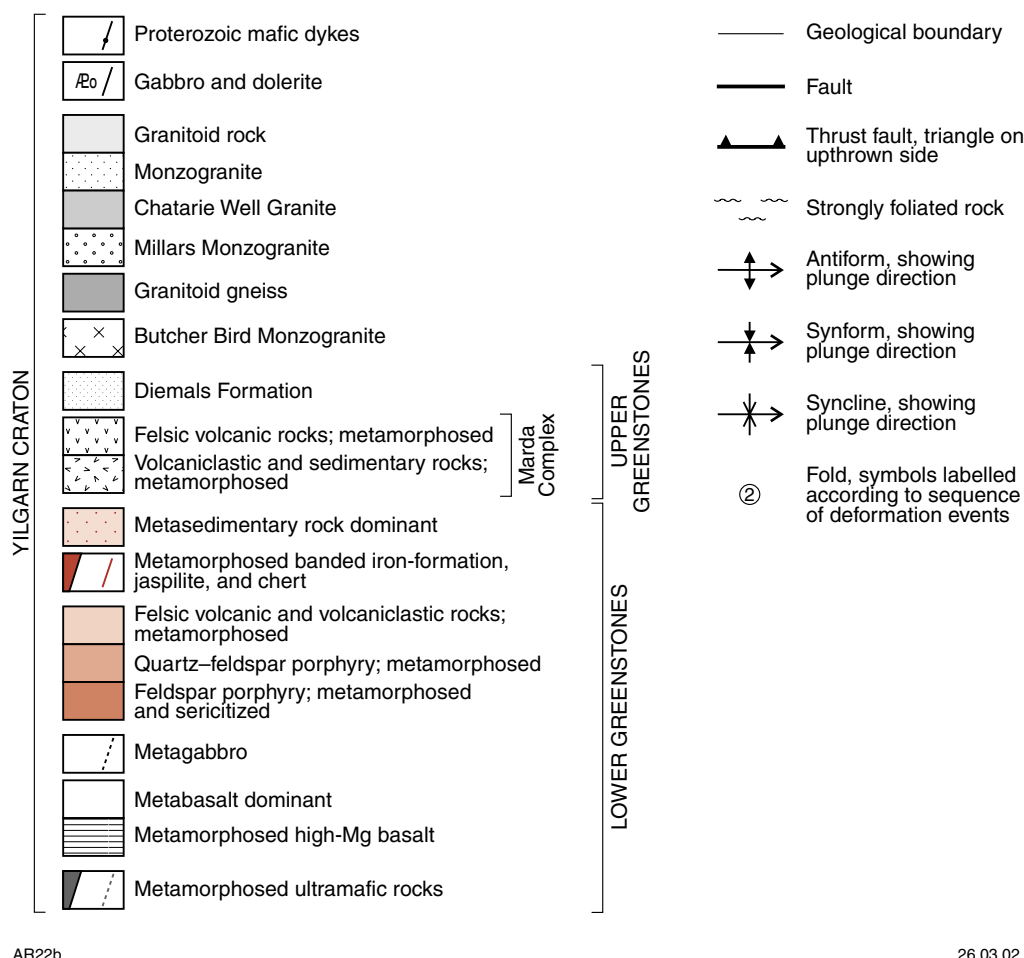 YILGARN CRATON
Proterozoic mafic dykes
Æo
Gabbro and dolerite
Granitoid rock
Monzogranite
Chatarie Well Granite
Millars Monzogranite
Granitoid gneiss
Butcher Bird Monzogranite
Diemals Formation
Felsic volcanic rocks; metamorphosed
Volcaniclastic and sedimentary rocks;
metamorphosed
Marda
Complex
UPPER
GREENSTONES
Metasedimentary rock dominant
Metamorphosed banded iron-formation,
jaspilite, and chert
Felsic volcanic and volcaniclastic rocks;
metamorphosed
Quartz–feldspar porphyry; metamorphosed
Feldspar porphyry; metamorphosed
and sericitized
Metagabbro
Metabasalt dominant
Metamorphosed high-Mg basalt
Metamorphosed ultramafic rocks
LOWER GREENSTONES
Geological boundary
Fault
Thrust fault, triangle on
upthrown side
Strongly foliated rock
Antiform, showing
plunge direction
Synform, showing
plunge direction
Syncline, showing
plunge direction
②
Fold, symbols labelled
according to sequence
of deformation events
AR22b
26.03.02